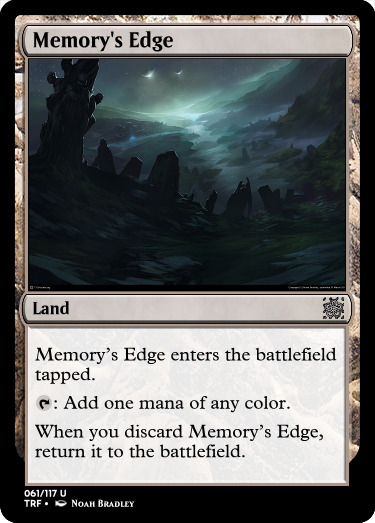 Memory's Edge
Land
Memory's Edge enters the battlefield
tapped.
: Add one mana of any color.
When you discard Memory's Edge,
return it to the battlefield.
061/117 U
TRF • Noah Bradley